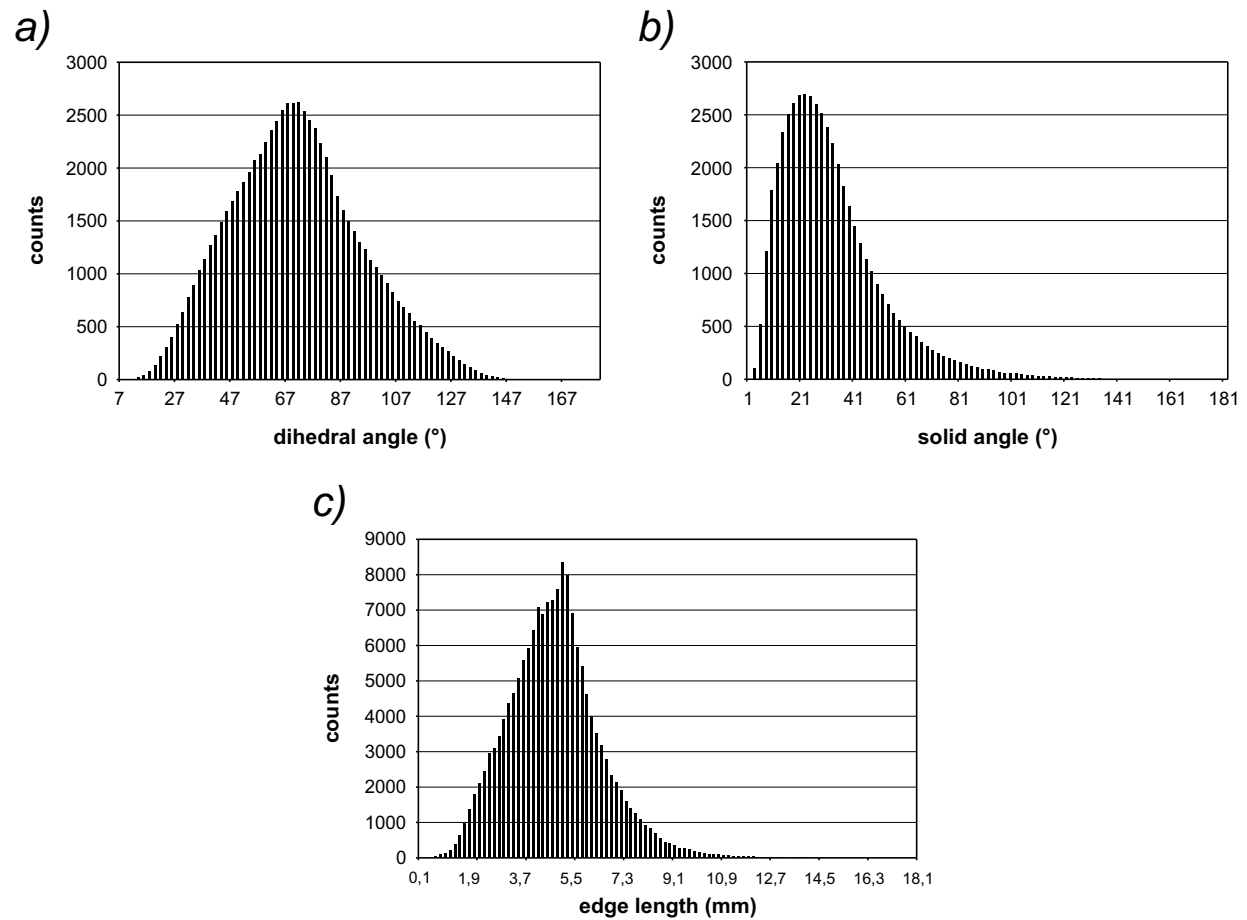 a)
3000
2500
2000
1500
1000
500
0
counts
7 27 47 67 87 107 127 147 167
dihedral angle (°)
b)
3000
2500
2000
1500
1000
500
0
counts
1 21 41 61 81 101 121 141 161 181
solid angle (°)
c)
9000
8000
7000
6000
5000
4000
3000
2000
1000
0
counts
0,1 1,9 3,7 5,5 7,3 9,1 10,9 12,7 14,5 16,3 18,1
edge length (mm)